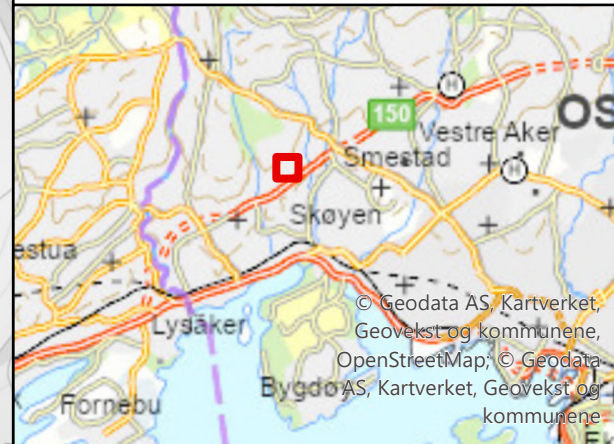 150
OS
Vestre Aker
Smestad
Skøyen
estua
Lysaker
Bygdøy
Fornebu
© Geodata AS, Kartverket,
Geovekst og kommunene,
OpenStreetMap; © Geodata
AS, Kartverket, Geovekst og
kommunene
H
H